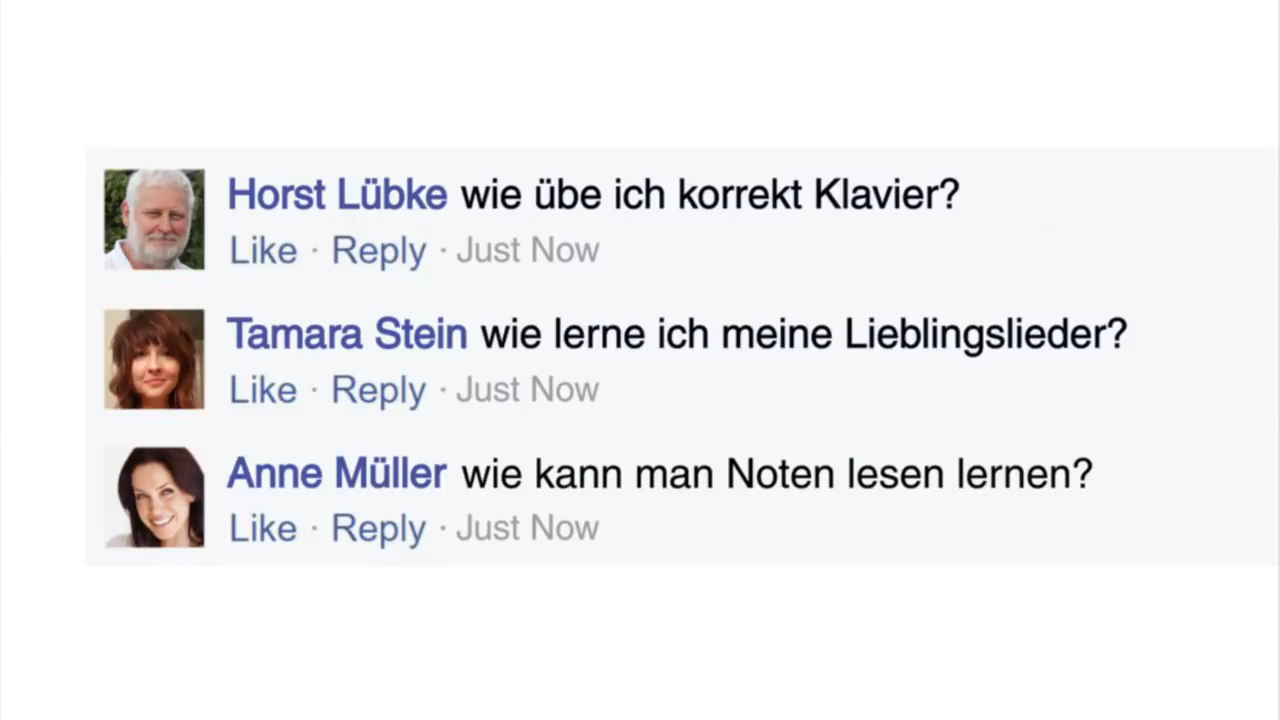 Horst Lübke wie übe ich korrekt Klavier?
Like · Reply · Just Now
Tamara Stein wie lerne ich meine Lieblingslieder?
Like · Reply · Just Now
Anne Müller wie kann man Noten lesen lernen?
Like · Reply · Just Now